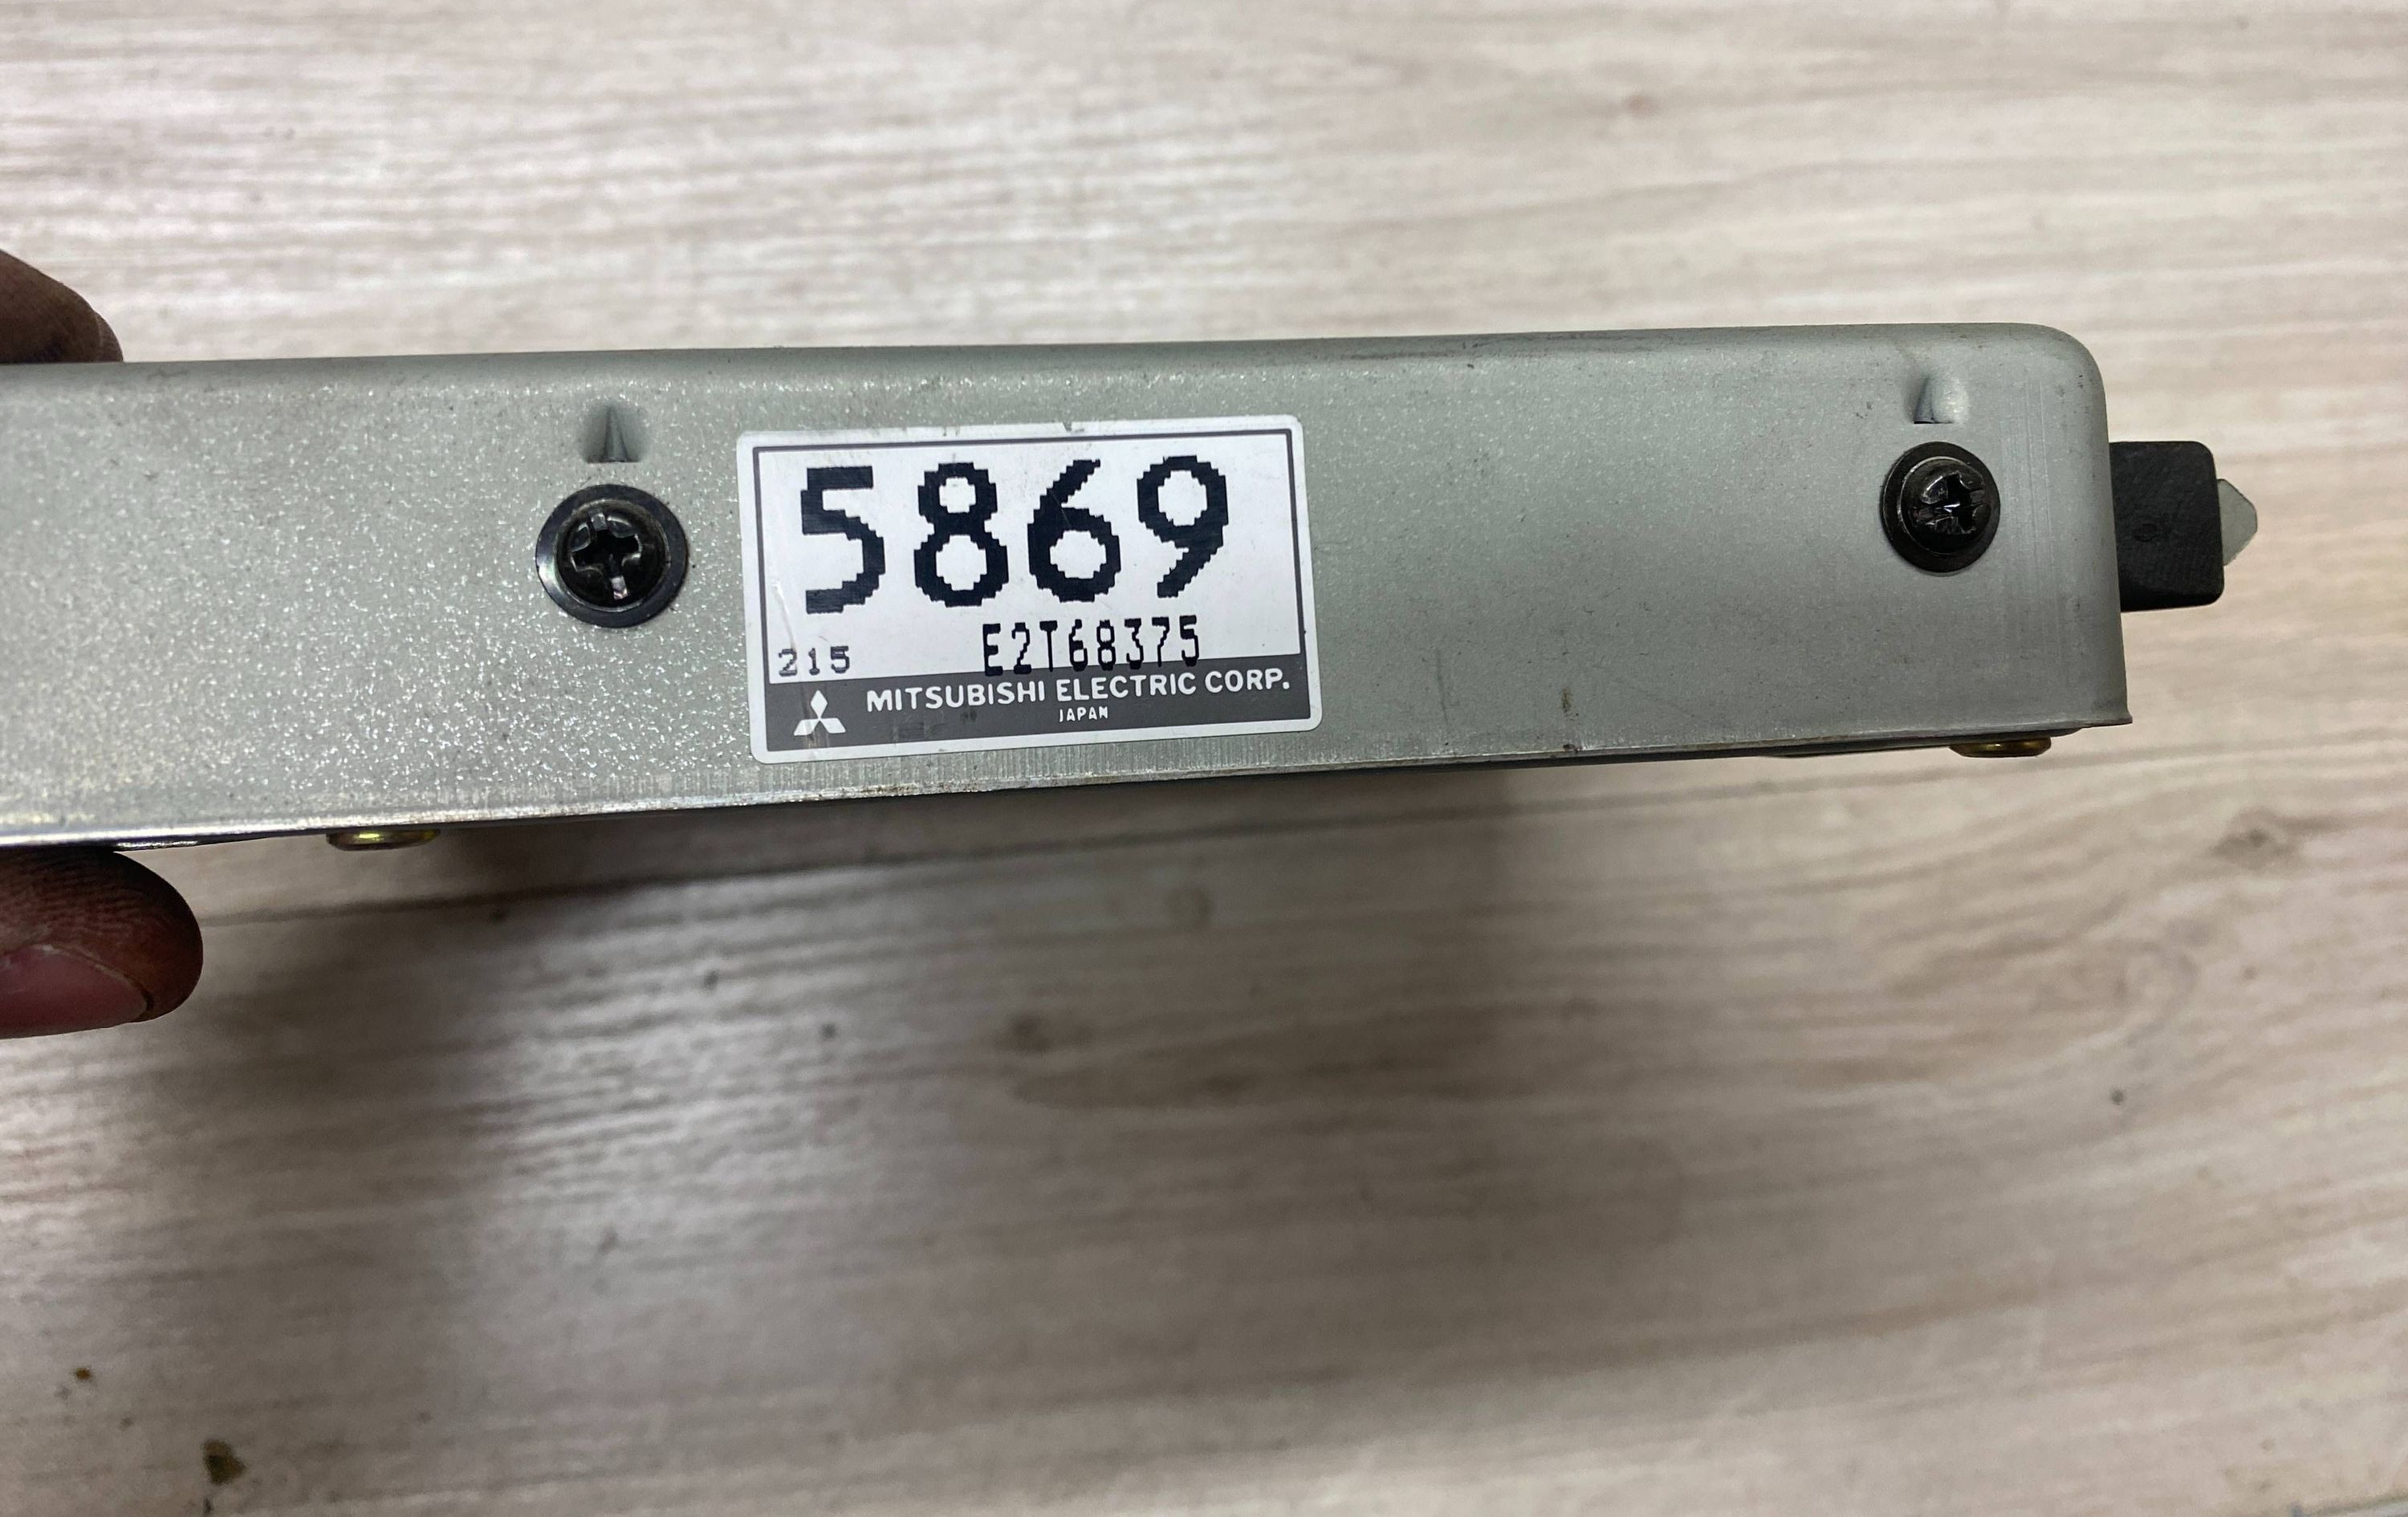 5869
215 E2T68375
MITSUBISHI ELECTRIC CORP.
JAPAN